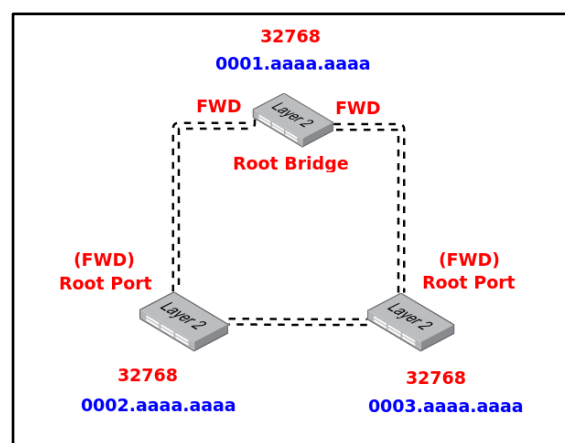 32768
0001.aaaa.aaaa
FWD
Layer 2
FWD
Root Bridge
(FWD)
Root Port
(FWD)
Root Port
Layer 2
Layer 2
32768
0002.aaaa.aaaa
32768
0003.aaaa.aaaa